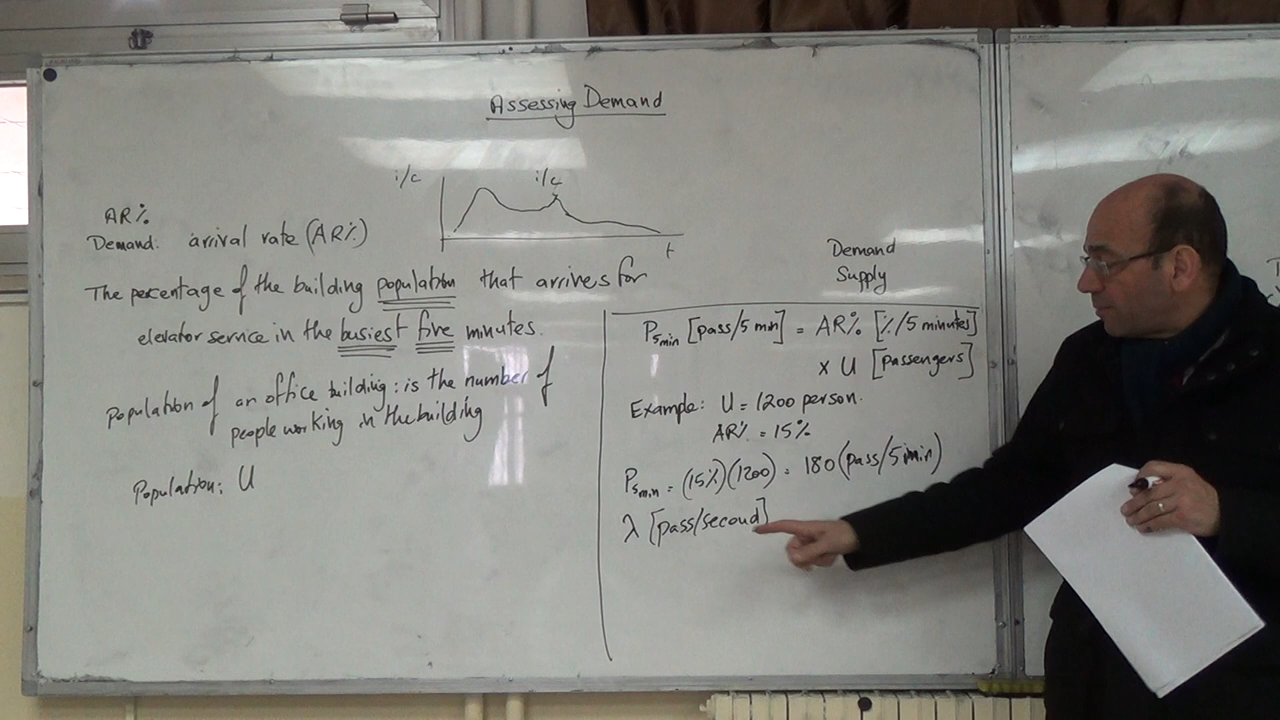 Assessing Demand
i/c
i/c
t
AR%
Demand: arrival rate (AR%)
The percentage of the building population that arrives for
elevator service in the busiest five minutes.
Population of an office building: is the number of
people working in the building
Population: U
Demand
Supply
P5min [pass/5 min] = AR% [%/5 minutes]
x U [passengers]
Example: U = 1200 person.
AR% = 15%
P5min = (15%)(1200) = 180 (pass/5 min)
λ [pass/second]